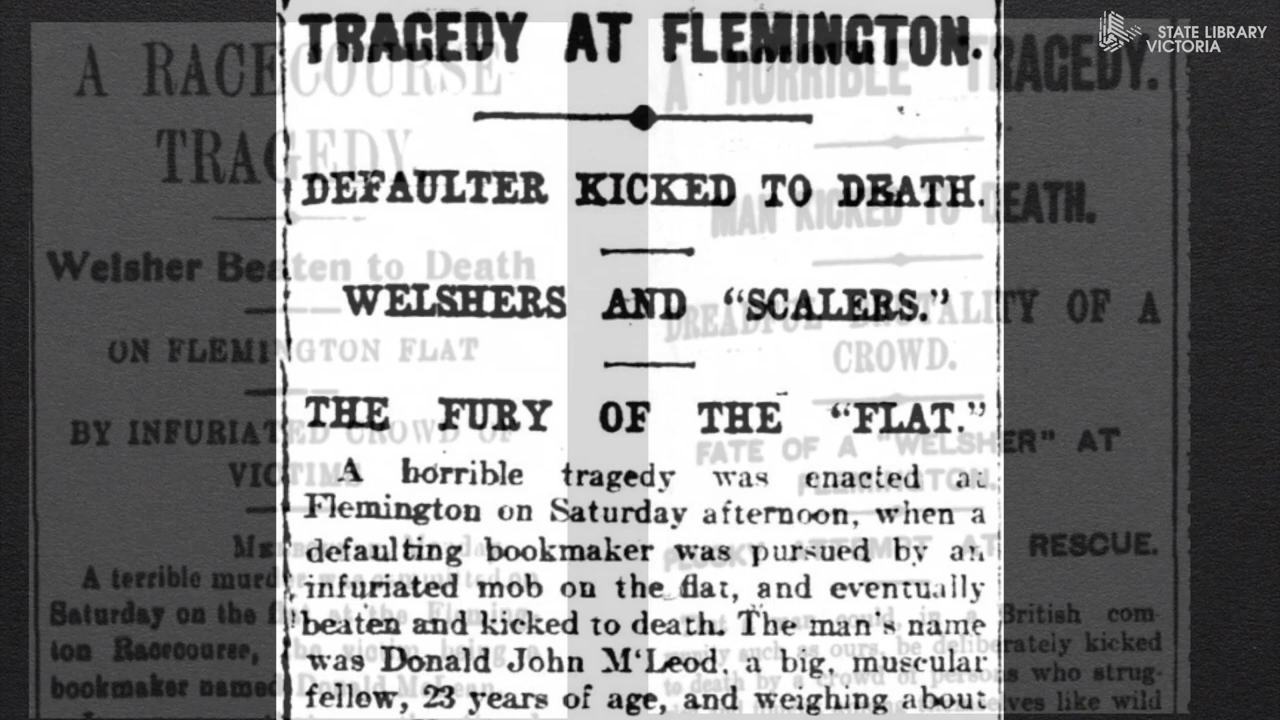 STATE LIBRARY
VICTORIA
TRAGEDY AT FLEMINGTON.
DEFAULTER KICKED TO DEATH.
WELSHERS AND "SCALERS."
THE FURY OF THE "FLAT."
A horrible tragedy was enacted at
Flemington on Saturday afternoon, when a
defaulting bookmaker was pursued by an
infuriated mob on the flat, and eventually
beaten and kicked to death. The man's name
was Donald John M'Leod, a big, muscular
fellow, 23 years of age, and weighing about
A RACECOURSE
TRAGEDY
Welsher Beaten to Death
ON FLEMINGTON FLAT
BY INFURIATED CROWD OF
VICTIMS
A terrible murder
Saturday on the
ton Racecourse,
bookmaker named Donald McLean
A HORRIBLE TRAGEDY.
MAN KICKED TO DEATH.
DREADFUL BRUTALITY OF A
CROWD.
FATE OF A "WELSHER" AT
FLEMINGTON.
PLUCKY ATTEMPT AT RESCUE.
British com-
deliberately kicked
to death by a crowd of persons who strug-
like wild